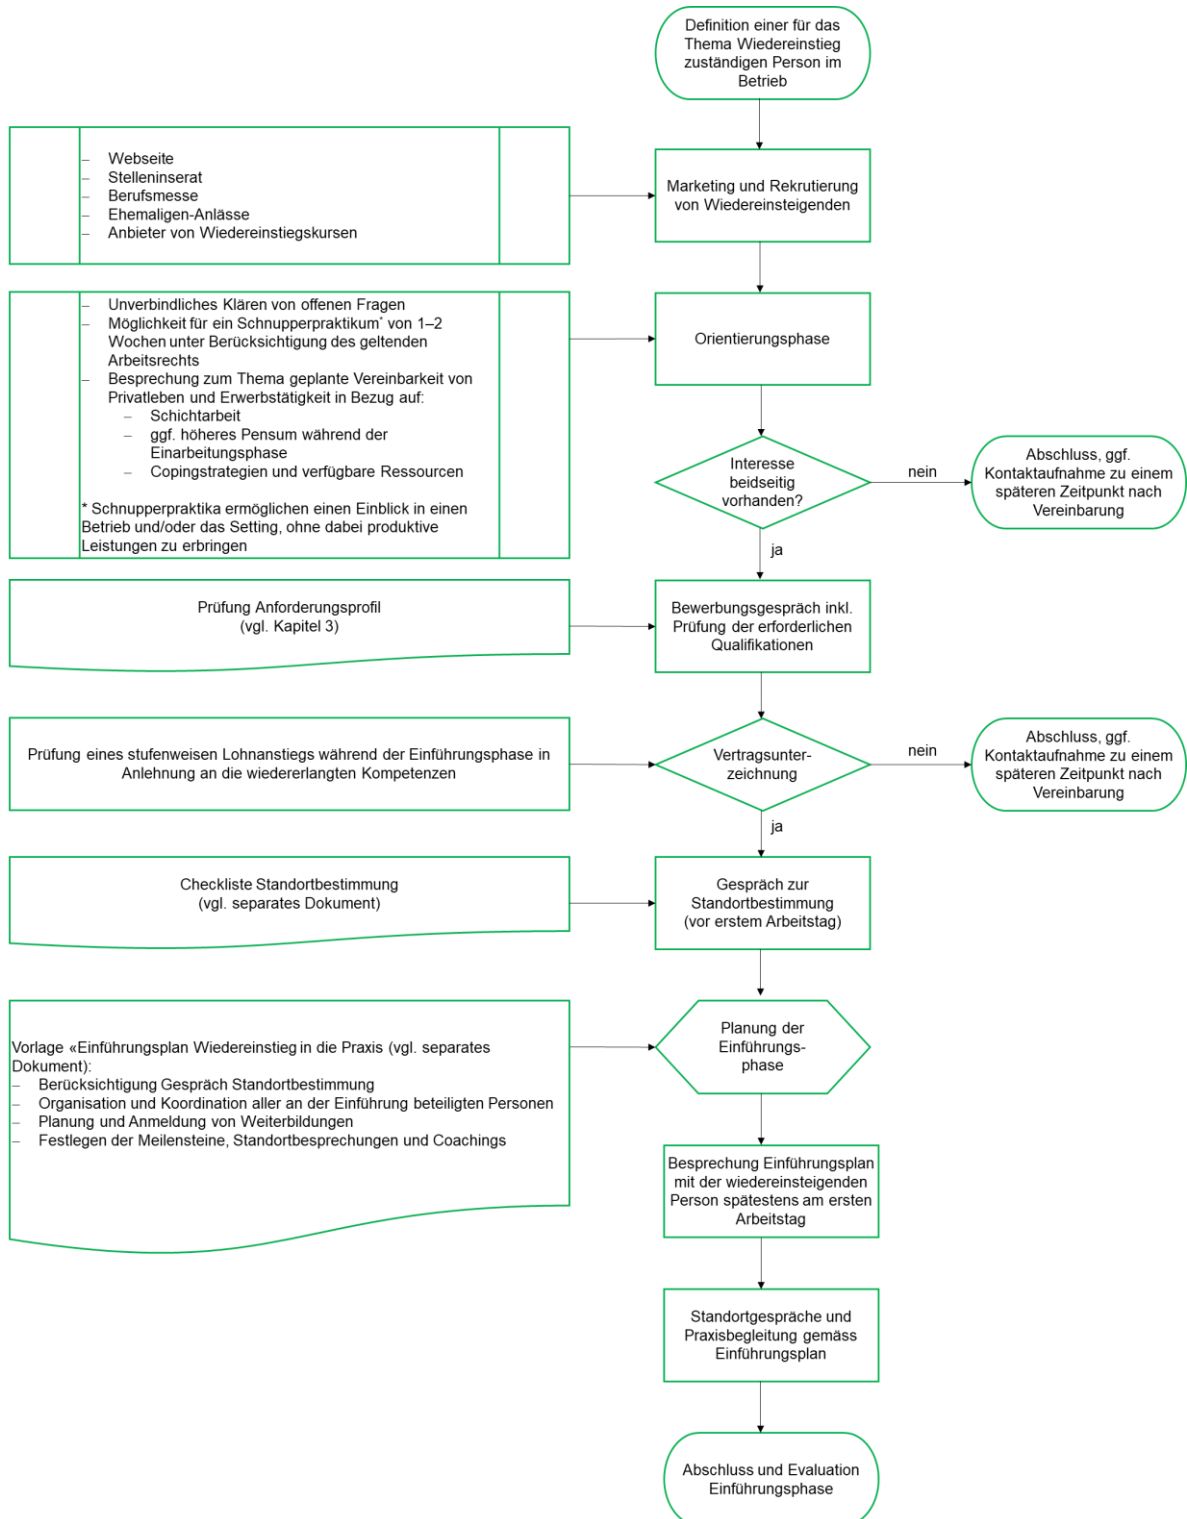 Definition einer für das
Thema Wiedereinstieg
zuständigen Person im
Betrieb
– Webseite
– Stelleninserat
– Berufsmesse
– Ehemaligen-Anlässe
– Anbieter von Wiedereinstiegskursen
Marketing und Rekrutierung
von Wiedereinsteigenden
– Unverbindliches Klären von offenen Fragen
– Möglichkeit für ein Schnupperpraktikum* von 1–2
Wochen unter Berücksichtigung des geltenden
Arbeitsrechts
– Besprechung zum Thema geplante Vereinbarkeit von
Privatleben und Erwerbstätigkeit in Bezug auf:
– Schichtarbeit
– ggf. höheres Pensum während der
Einarbeitungsphase
– Copingstrategien und verfügbare Ressourcen
* Schnupperpraktika ermöglichen einen Einblick in einen
Betrieb und/oder das Setting, ohne dabei produktive
Leistungen zu erbringen
Orientierungsphase
Interesse
beidseitig
vorhanden?
nein
Abschluss, ggf.
Kontaktaufnahme zu einem
späteren Zeitpunkt nach
Vereinbarung
ja
Prüfung Anforderungsprofil
(vgl. Kapitel 3)
Bewerbungsgespräch inkl.
Prüfung der erforderlichen
Qualifikationen
Prüfung eines stufenweisen Lohnanstiegs während der Einführungsphase in
Anlehnung an die wiedererlangten Kompetenzen
Vertragsunter-
zeichnung
nein
Abschluss, ggf.
Kontaktaufnahme zu einem
späteren Zeitpunkt nach
Vereinbarung
ja
Checkliste Standortbestimmung
(vgl. separates Dokument)
Gespräch zur
Standortbestimmung
(vor erstem Arbeitstag)
Vorlage «Einführungsplan Wiedereinstieg in die Praxis (vgl. separates
Dokument):
– Berücksichtigung Gespräch Standortbestimmung
– Organisation und Koordination aller an der Einführung beteiligten Personen
– Planung und Anmeldung von Weiterbildungen
– Festlegen der Meilensteine, Standortbesprechungen und Coachings
Planung der
Einführungs-
phase
Besprechung Einführungsplan
mit der wiedereinsteigenden
Person spätestens am ersten
Arbeitstag
Standortgespräche und
Praxisbegleitung gemäss
Einführungsplan
Abschluss und Evaluation
Einführungsphase